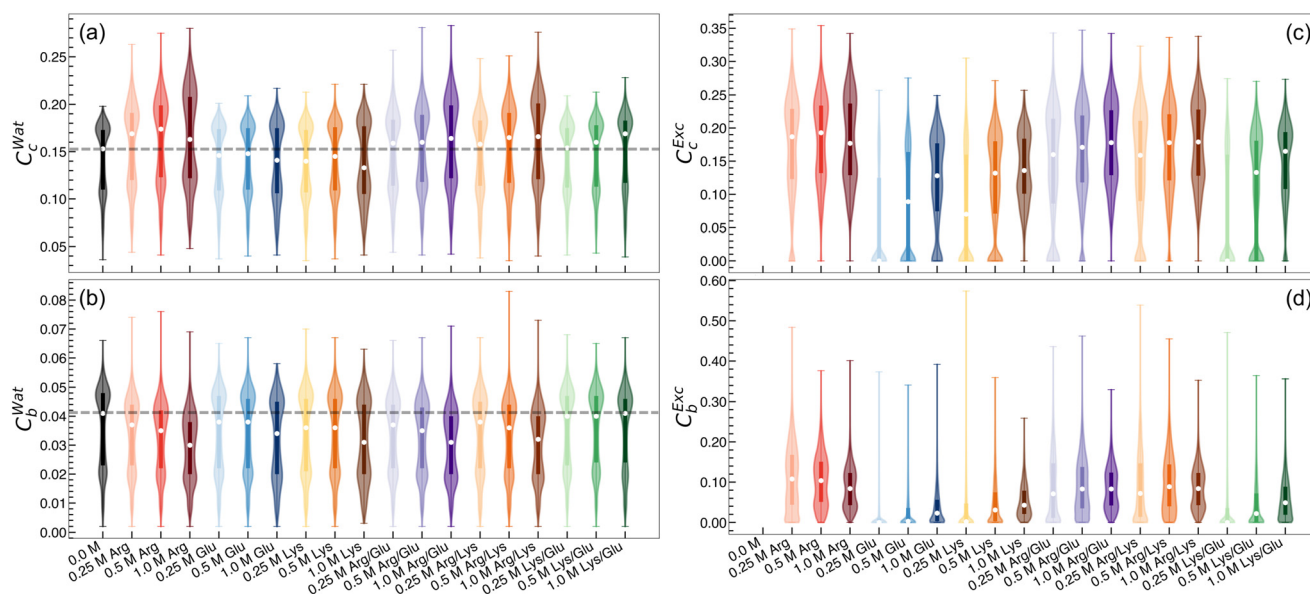 (a)
C_c^Wat
0.25
0.20
0.15
0.10
0.05
(b)
C_b^Wat
0.08
0.07
0.06
0.05
0.04
0.03
0.02
0.01
0.00
0.0 M
0.25 M Arg
0.5 M Arg
1.0 M Arg
0.25 M Glu
0.5 M Glu
1.0 M Glu
0.25 M Lys
0.5 M Lys
1.0 M Lys
0.25 M Arg/Glu
0.5 M Arg/Glu
1.0 M Arg/Glu
0.25 M Arg/Lys
0.5 M Arg/Lys
1.0 M Arg/Lys
0.25 M Lys/Glu
0.5 M Lys/Glu
1.0 M Lys/Glu
(c)
C_c^Exc
0.35
0.30
0.25
0.20
0.15
0.10
0.05
0.00
(d)
C_b^Exc
0.60
0.50
0.40
0.30
0.20
0.10
0.00
0.0 M
0.25 M Arg
0.5 M Arg
1.0 M Arg
0.25 M Glu
0.5 M Glu
1.0 M Glu
0.25 M Lys
0.5 M Lys
1.0 M Lys
0.25 M Arg/Glu
0.5 M Arg/Glu
1.0 M Arg/Glu
0.25 M Arg/Lys
0.5 M Arg/Lys
1.0 M Arg/Lys
0.25 M Lys/Glu
0.5 M Lys/Glu
1.0 M Lys/Glu